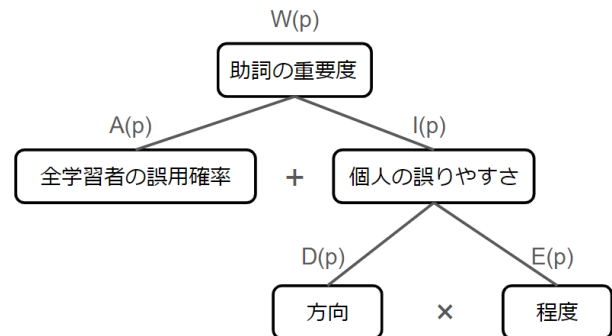 W(p)
助詞の重要度
A(p)
I(p)
全学習者の誤用確率
+
個人の誤りやすさ
D(p)
E(p)
方向
×
程度